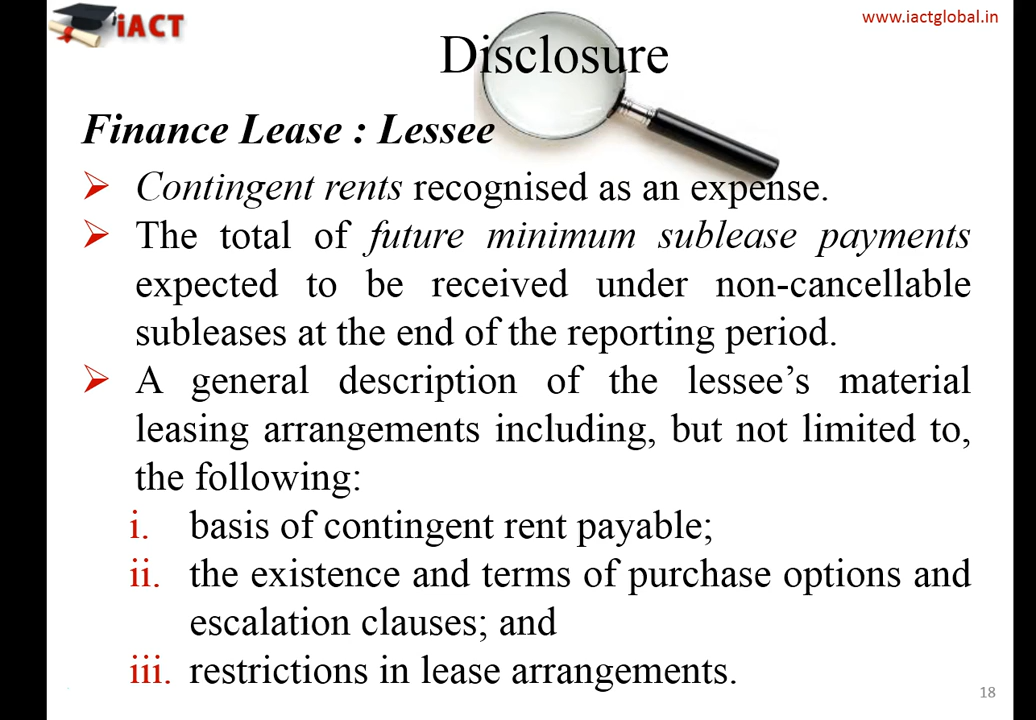 iACT
www.iactglobal.in
Disclosure
Finance Lease : Lessee
Contingent rents recognised as an expense.
The total of future minimum sublease payments
expected to be received under non-cancellable
subleases at the end of the reporting period.
A general description of the lessee’s material
leasing arrangements including, but not limited to,
the following:
i. basis of contingent rent payable;
ii. the existence and terms of purchase options and
escalation clauses; and
iii. restrictions in lease arrangements.
18